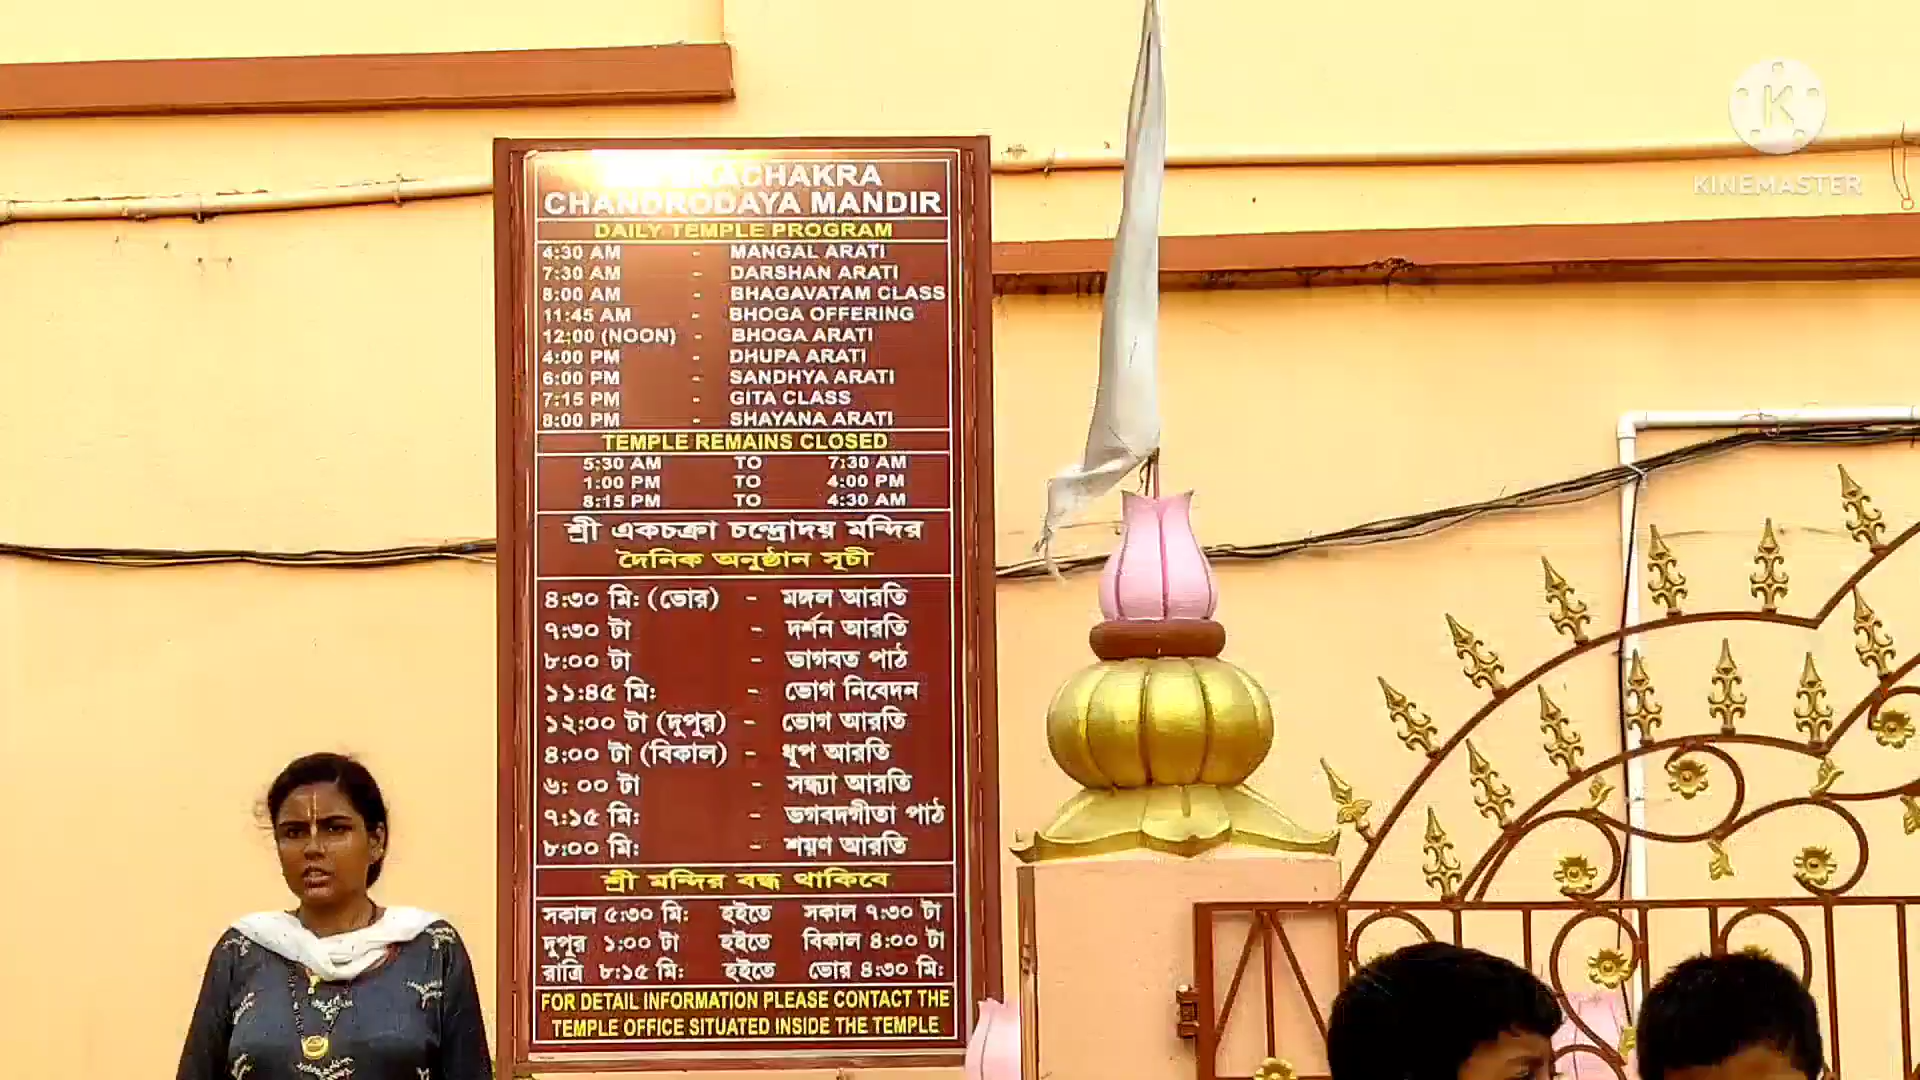 CHANDRODAYA MANDIR
DAILY TEMPLE PROGRAM
4:30 AM - MANGAL ARATI
7:30 AM - DARSHAN ARATI
8:00 AM - BHAGAVATAM CLASS
11:45 AM - BHOGA OFFERING
12:00 (NOON) - BHOGA ARATI
4:00 PM - DHUPA ARATI
6:00 PM - SANDHYA ARATI
7:15 PM - GITA CLASS
8:00 PM - SHAYANA ARATI
TEMPLE REMAINS CLOSED
5:30 AM TO 7:30 AM
1:00 PM TO 4:00 PM
8:15 PM TO 4:30 AM
শ্রী একচক্রা চন্দ্রোদয় মন্দির
দৈনিক অনুষ্ঠান সূচী
৪:৩০ মি: (ভোর) - মঙ্গল আরতি
৭:৩০ টা - দর্শন আরতি
৮:০০ টা - ভাগবত পাঠ
১১:৪৫ মি: - ভোগ নিবেদন
১২:০০ টা (দুপুর) - ভোগ আরতি
৪:০০ টা (বিকাল) - ধূপ আরতি
৬: ০০ টা - সন্ধ্যা আরতি
৭:১৫ মি: - ভগবদগীতা পাঠ
৮:০০ মি: - শয়ণ আরতি
শ্রী মন্দির বন্ধ থাকিবে
সকাল ৫:৩০ মি: হইতে সকাল ৭:৩০ টা
দুপুর ১:০০ টা হইতে বিকাল ৪:০০ টা
রাত্রি ৮:১৫ মি: হইতে ভোর ৪:৩০ মি:
FOR DETAIL INFORMATION PLEASE CONTACT THE
TEMPLE OFFICE SITUATED INSIDE THE TEMPLE
K
KINEMASTER